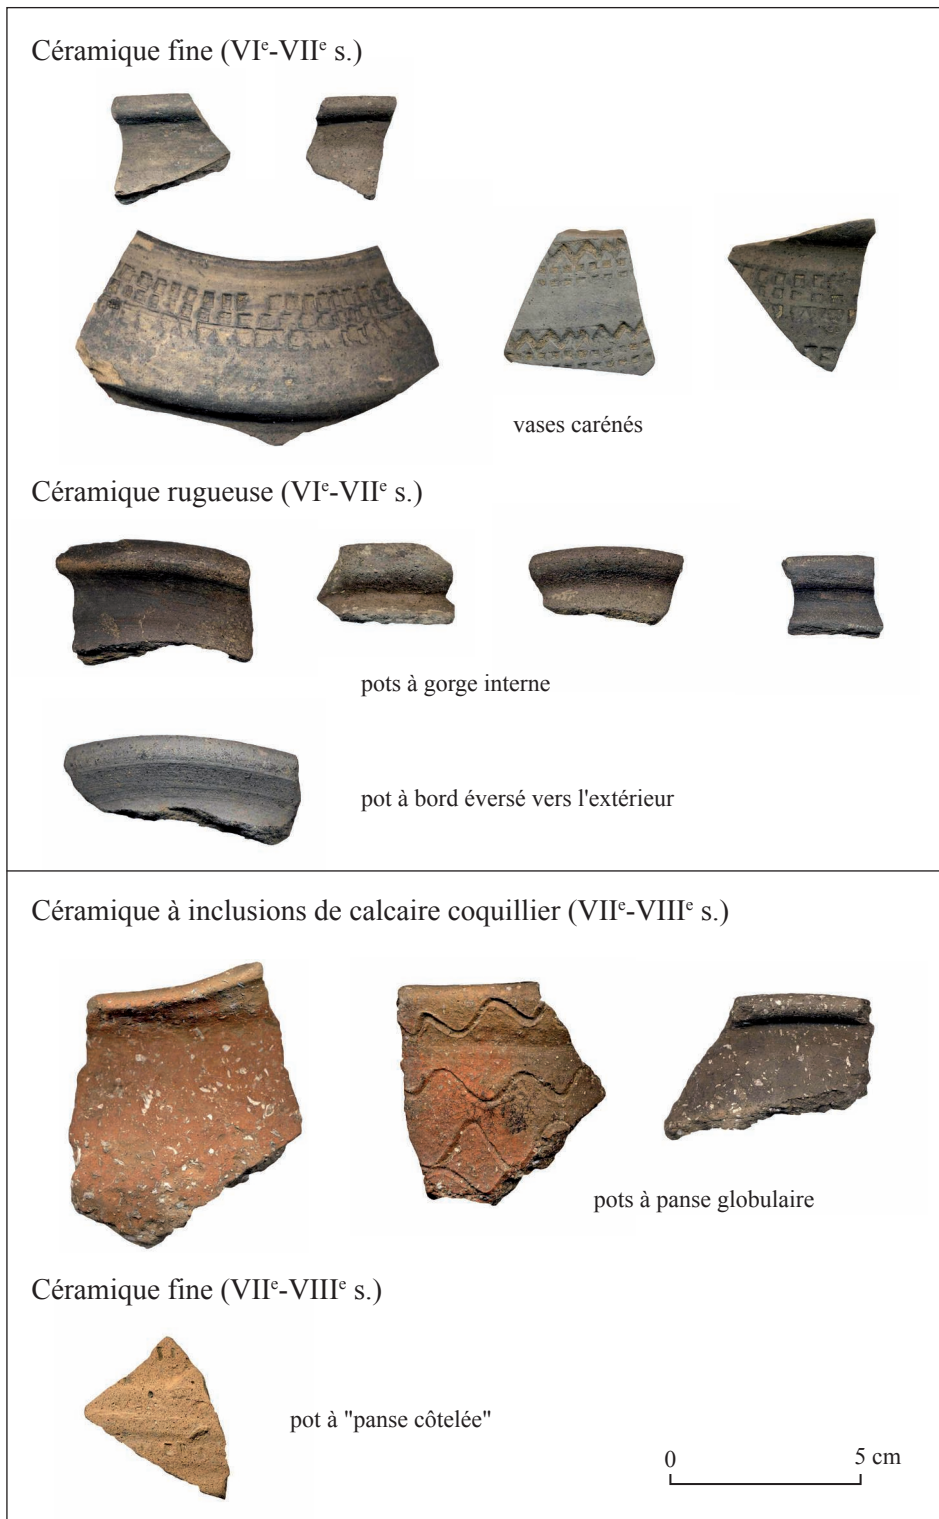 Céramique fine (VIe-VIIe s.)
vases carénés
Céramique rugueuse (VIe-VIIe s.)
pots à gorge interne
pot à bord éversé vers l'extérieur
Céramique à inclusions de calcaire coquillier (VIIe-VIIIe s.)
pots à panse globulaire
Céramique fine (VIIe-VIIIe s.)
pot à "panse côtelée"
0 5 cm